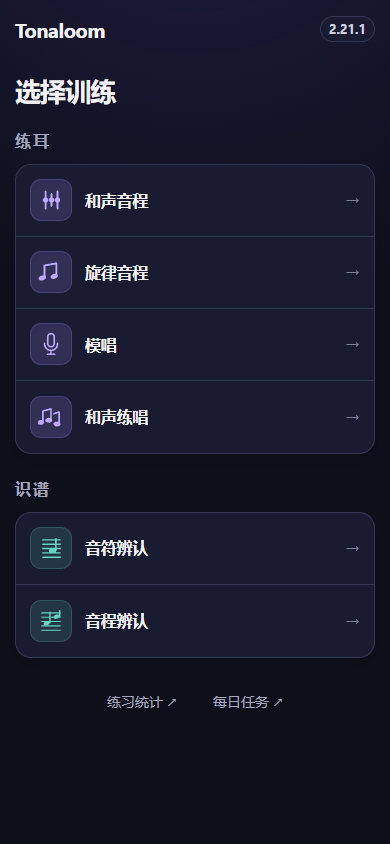 Tonaloom
2.21.1
选择训练
练耳
和声音程 →
旋律音程 →
模唱 →
和声练唱 →
识谱
音符辨认 →
音程辨认 →
练习统计 ↗ 每日任务 ↗